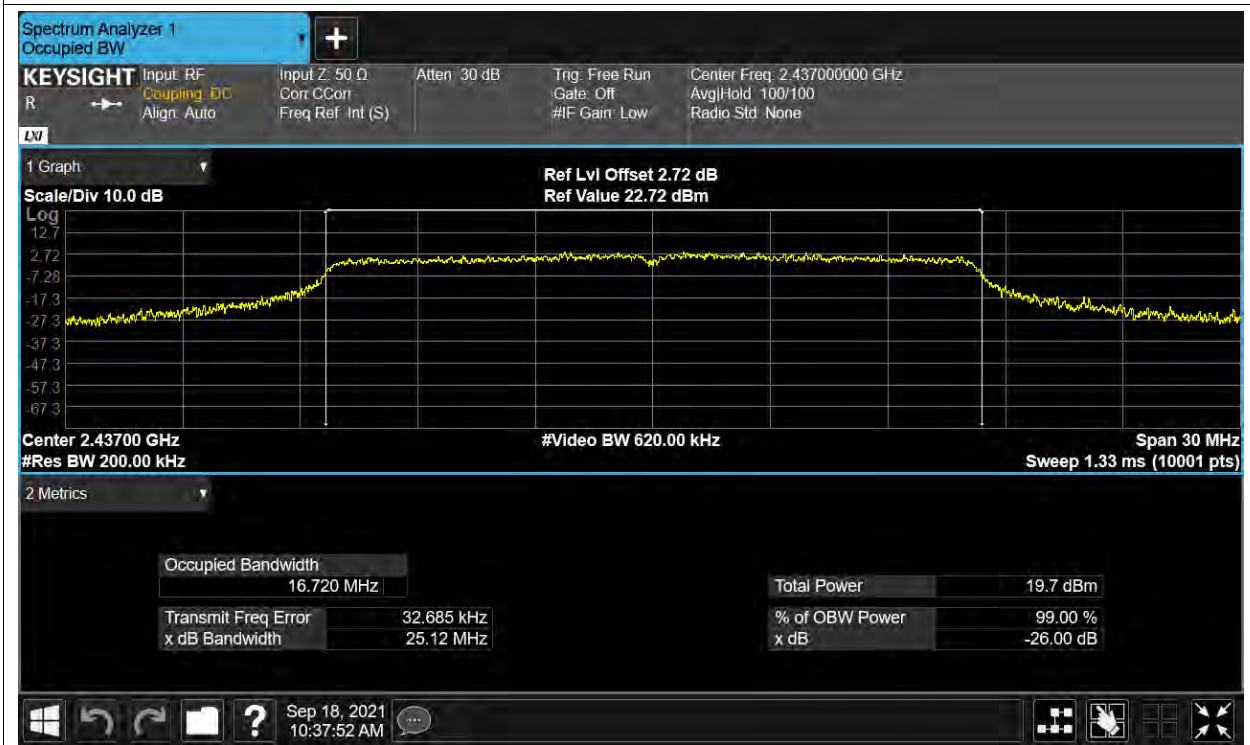 Spectrum Analyzer 1
Occupied BW
KEYSIGHT Input: RF Input Z: 50 Ω Atten: 30 dB Trig: Free Run Center Freq: 2.437000000 GHz
R Coupling: DC Corr CCorr Gate: Off Avg|Hold: 100/100
Align: Auto Freq Ref: Int (S) #IF Gain: Low Radio Std: None
LXI
1 Graph
Ref Lvl Offset 2.72 dB
Scale/Div 10.0 dB Ref Value 22.72 dBm
Log
12.7
2.72
-7.28
-17.3
-27.3
-37.3
-47.3
-57.3
-67.3
Center 2.43700 GHz #Video BW 620.00 kHz Span 30 MHz
#Res BW 200.00 kHz Sweep 1.33 ms (10001 pts)
2 Metrics
Occupied Bandwidth
16.720 MHz Total Power 19.7 dBm
Transmit Freq Error 32.685 kHz % of OBW Power 99.00 %
x dB Bandwidth 25.12 MHz x dB -26.00 dB
Sep 18, 2021
10:37:52 AM